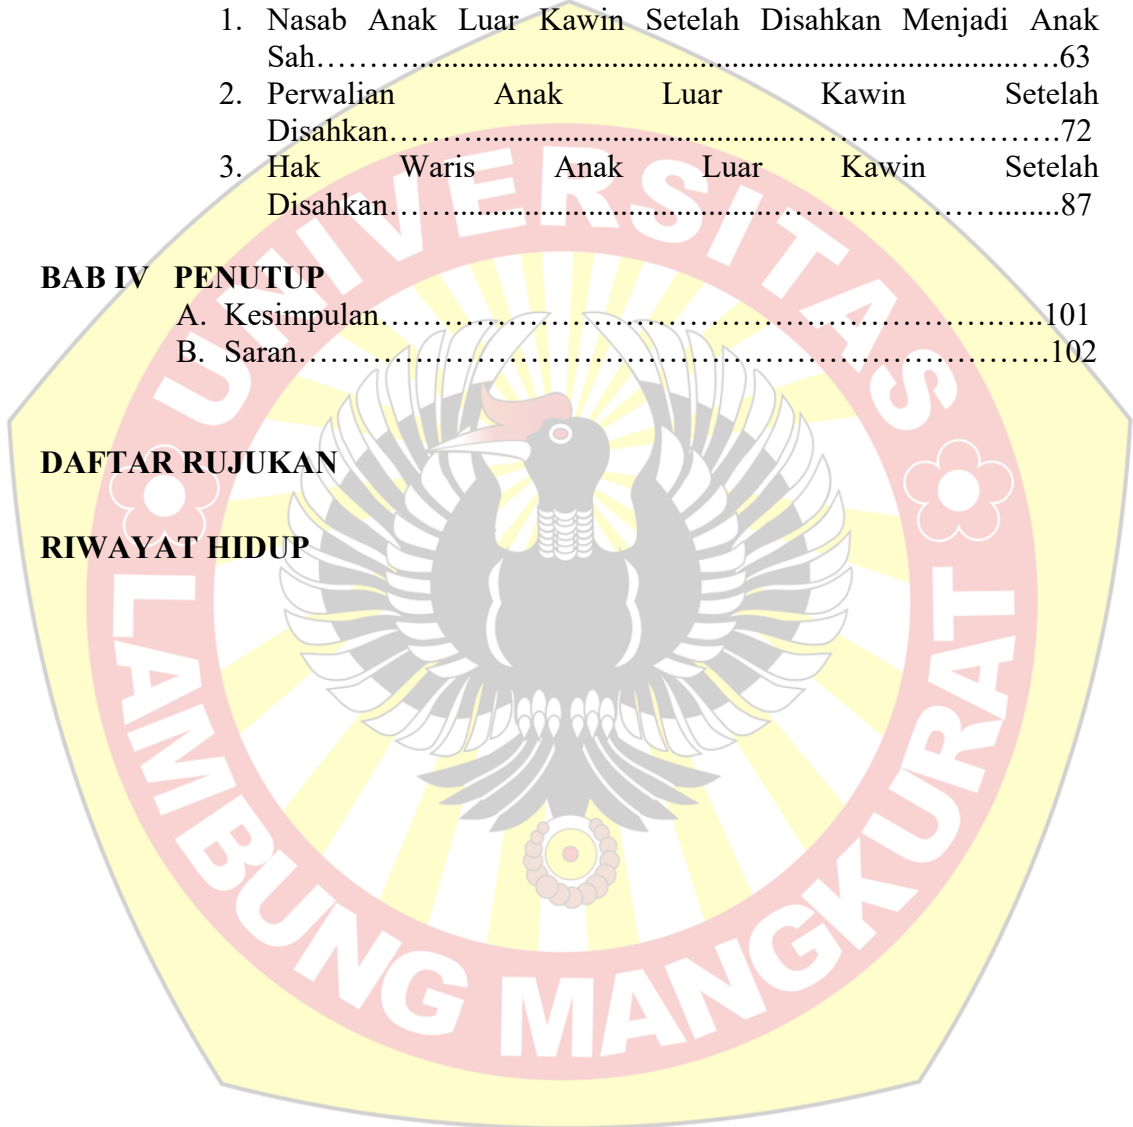 1. Nasab Anak Luar Kawin Setelah Disahkan Menjadi Anak
Sah………...........................................................................….63
2. Perwalian Anak Luar Kawin Setelah
Disahkan…….…...........................................…………………….72
3. Hak Waris Anak Luar Kawin Setelah
Disahkan……........................................…………………….........87
BAB IV PENUTUP
A. Kesimpulan……………………………………………………………..101
B. Saran…………………………………………………………………….102
DAFTAR RUJUKAN
RIWAYAT HIDUP
UNIVERSITAS
LAMBUNG MANGKURAT